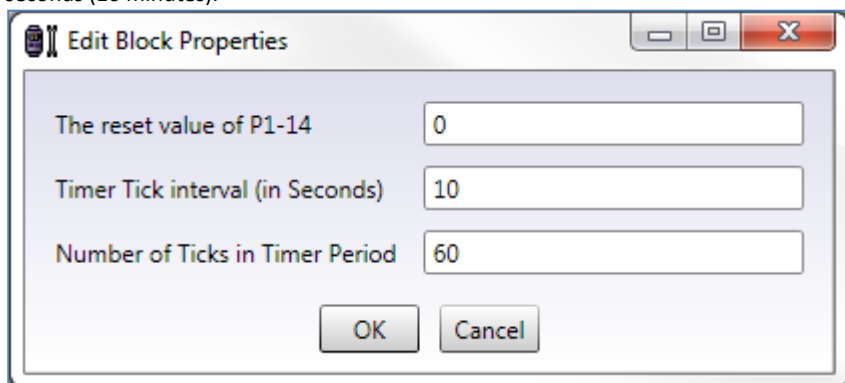 seconds (10 minutes).
Edit Block Properties
The reset value of P1-14 0
Timer Tick interval (in Seconds) 10
Number of Ticks in Timer Period 60
OK Cancel